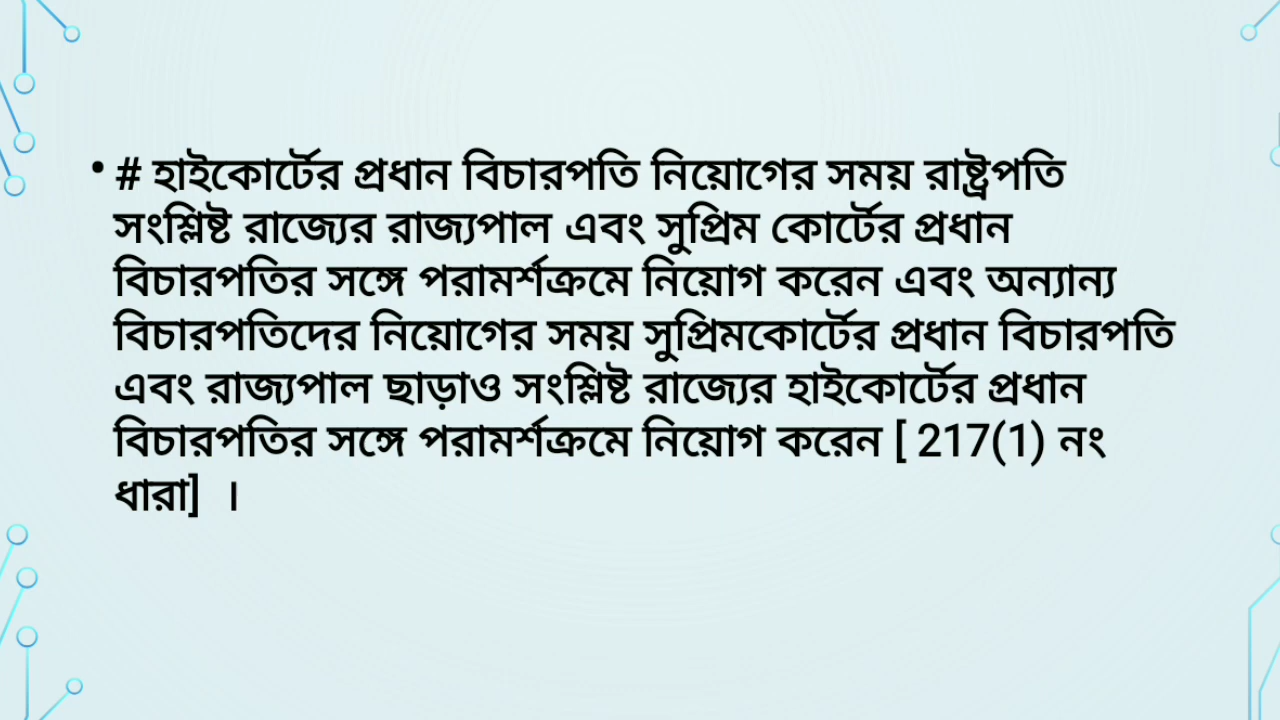 • # হাইকোর্টের প্রধান বিচারপতি নিয়োগের সময় রাষ্ট্রপতি
সংশ্লিষ্ট রাজ্যের রাজ্যপাল এবং সুপ্রিম কোর্টের প্রধান
বিচারপতির সঙ্গে পরামর্শক্রমে নিয়োগ করেন এবং অন্যান্য
বিচারপতিদের নিয়োগের সময় সুপ্রিমকোর্টের প্রধান বিচারপতি
এবং রাজ্যপাল ছাড়াও সংশ্লিষ্ট রাজ্যের হাইকোর্টের প্রধান
বিচারপতির সঙ্গে পরামর্শক্রমে নিয়োগ করেন [ 217(1) নং
ধারা] ।